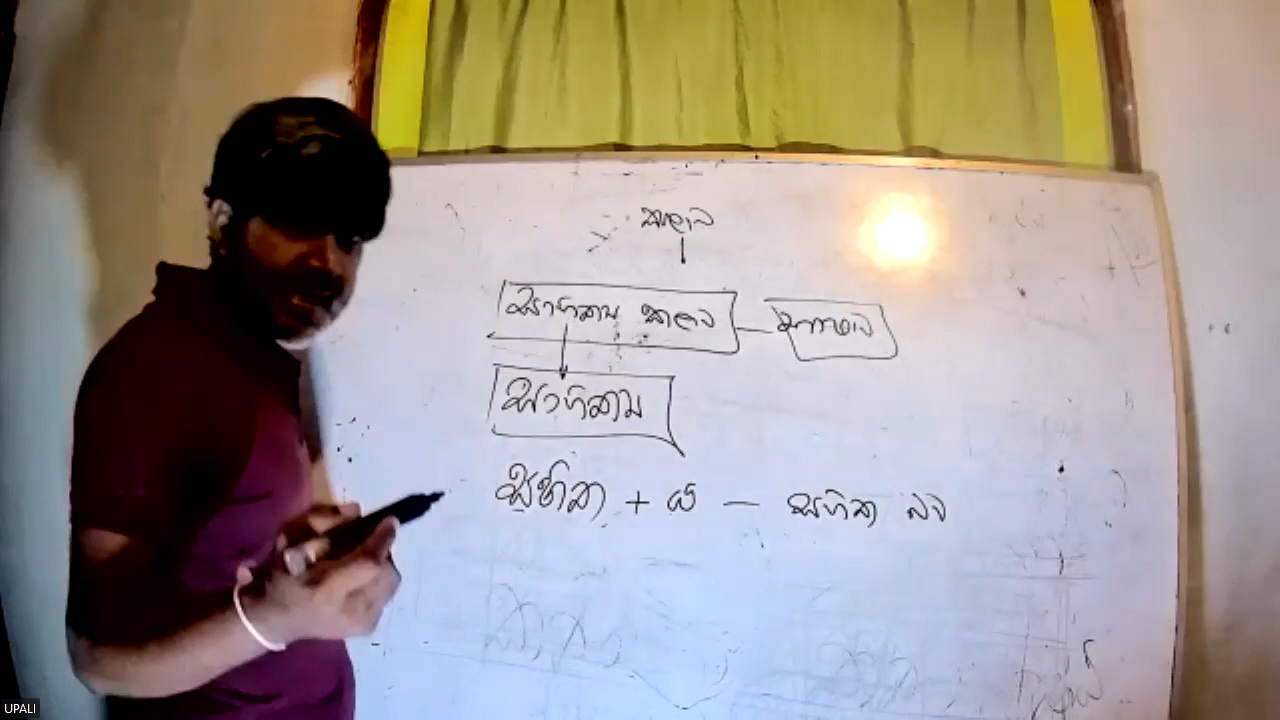 කලාව
සාහිත්‍ය කලාව — භාෂාව
සාහිත්‍ය
සහිත + ය — සහිත බව
UPALI